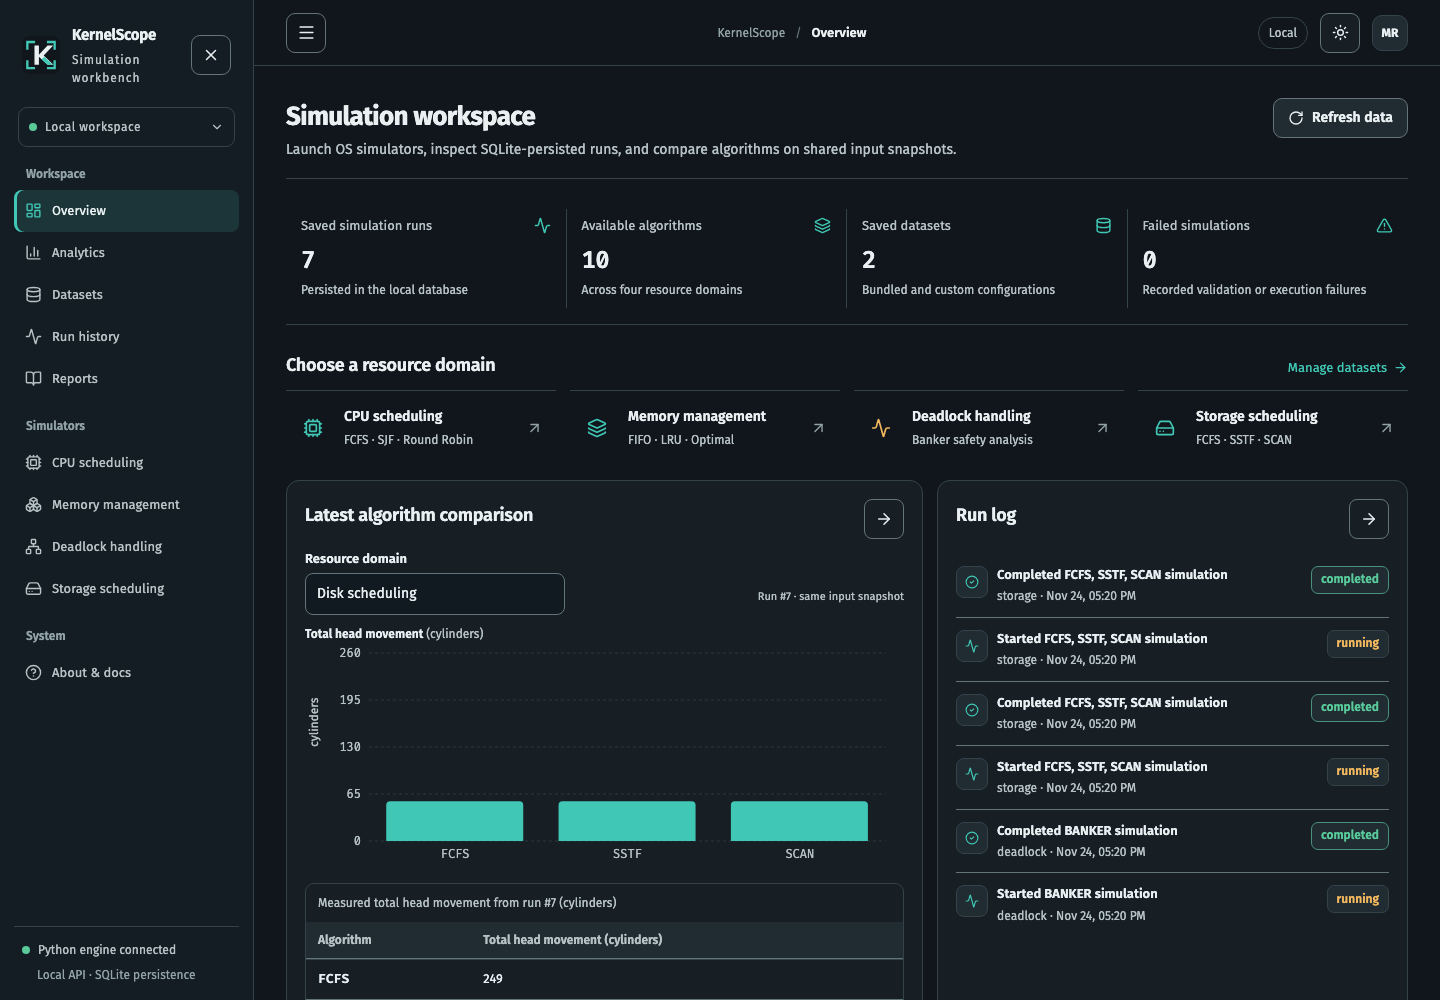 KernelScope
Simulation
workbench
Local workspace
Workspace
Overview
Analytics
Datasets
Run history
Reports
Simulators
CPU scheduling
Memory management
Deadlock handling
Storage scheduling
System
About & docs
Python engine connected
Local API · SQLite persistence
KernelScope / Overview
Local
MR
Simulation workspace
Launch OS simulators, inspect SQLite-persisted runs, and compare algorithms on shared input snapshots.
Refresh data
Saved simulation runs
7
Persisted in the local database
Available algorithms
10
Across four resource domains
Saved datasets
2
Bundled and custom configurations
Failed simulations
0
Recorded validation or execution failures
Choose a resource domain
Manage datasets
CPU scheduling
FCFS · SJF · Round Robin
Memory management
FIFO · LRU · Optimal
Deadlock handling
Banker safety analysis
Storage scheduling
FCFS · SSTF · SCAN
Latest algorithm comparison
Resource domain
Disk scheduling
Run #7 · same input snapshot
Total head movement (cylinders)
cylinders
260
195
130
65
0
FCFS
SSTF
SCAN
Measured total head movement from run #7 (cylinders)
Algorithm Total head movement (cylinders)
FCFS 249
Run log
Completed FCFS, SSTF, SCAN simulation
storage · Nov 24, 05:20 PM
completed
Started FCFS, SSTF, SCAN simulation
storage · Nov 24, 05:20 PM
running
Completed FCFS, SSTF, SCAN simulation
storage · Nov 24, 05:20 PM
completed
Started FCFS, SSTF, SCAN simulation
storage · Nov 24, 05:20 PM
running
Completed BANKER simulation
deadlock · Nov 24, 05:20 PM
completed
Started BANKER simulation
deadlock · Nov 24, 05:20 PM
running